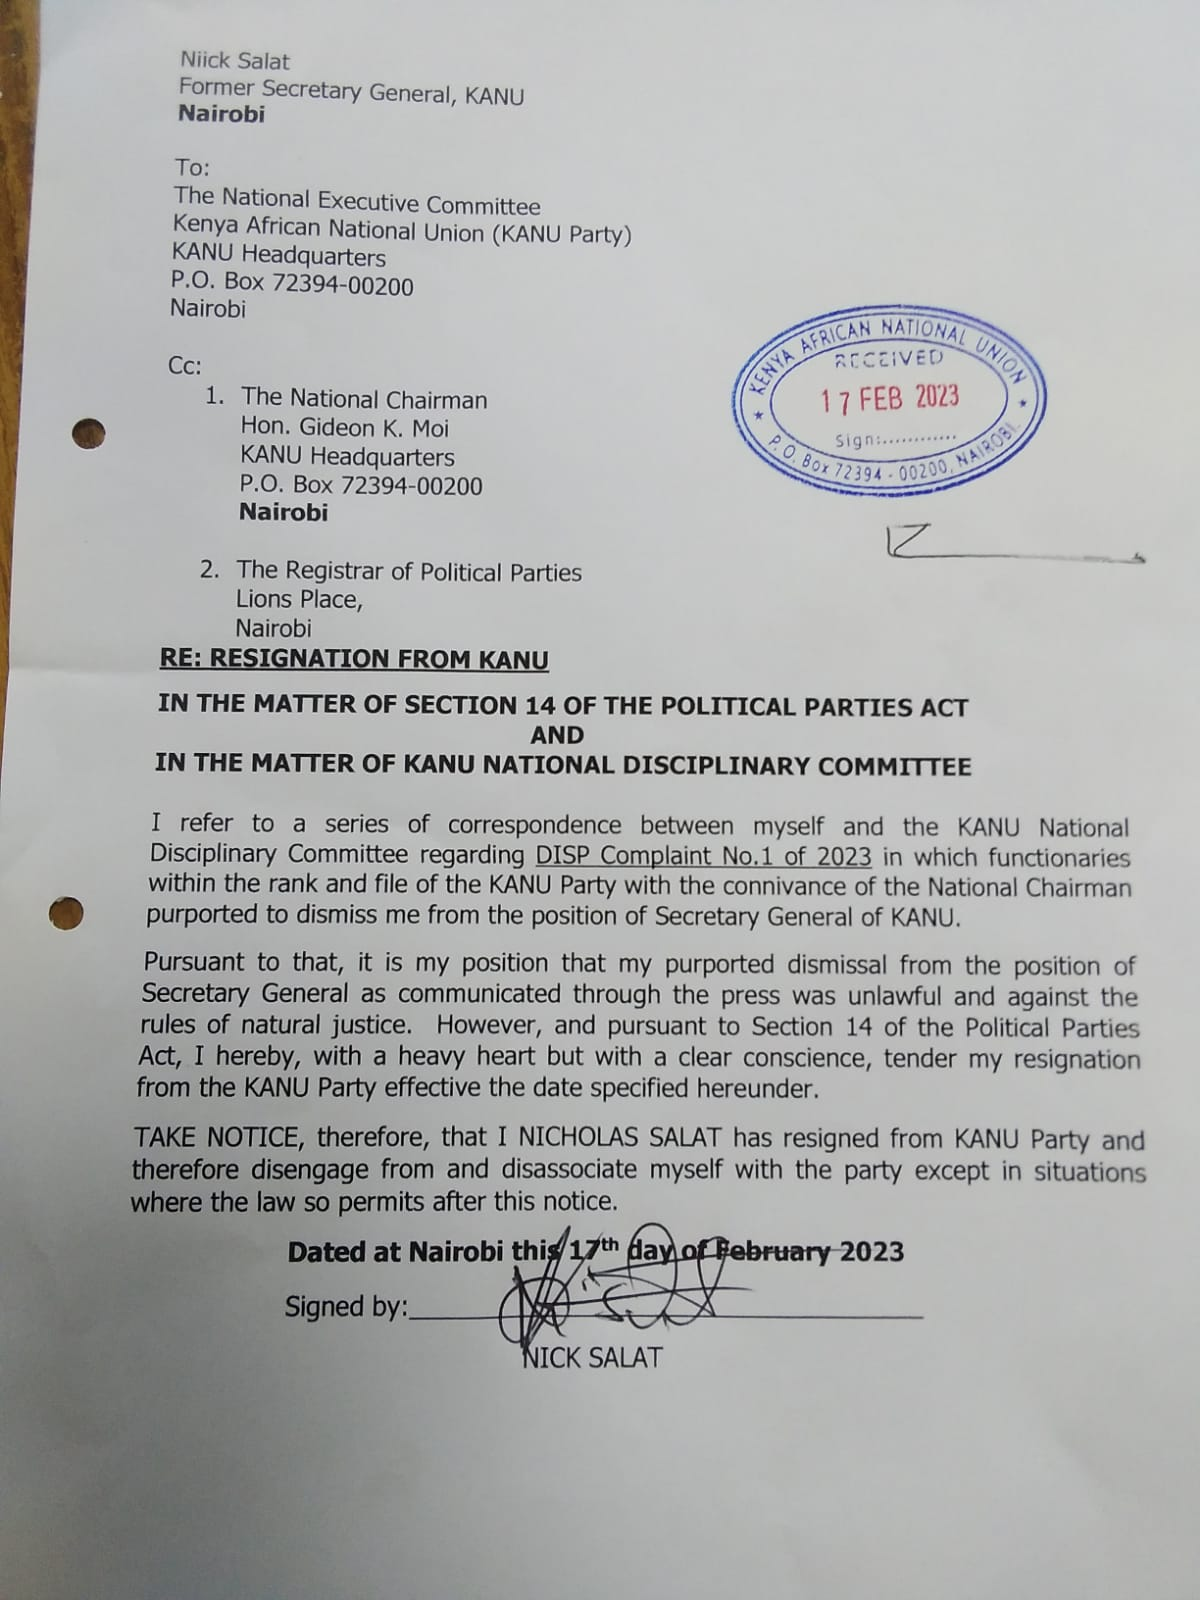 Niick Salat
Former Secretary General, KANU
Nairobi
To:
The National Executive Committee
Kenya African National Union (KANU Party)
KANU Headquarters
P.O. Box 72394-00200
Nairobi
Cc:
1. The National Chairman
Hon. Gideon K. Moi
KANU Headquarters
P.O. Box 72394-00200
Nairobi
KENYA AFRICAN NATIONAL UNION
RECEIVED
17 FEB 2023
Sign:............
P. O. Box 72394 - 00200, NAIROBI.
2. The Registrar of Political Parties
Lions Place,
Nairobi
RE: RESIGNATION FROM KANU
IN THE MATTER OF SECTION 14 OF THE POLITICAL PARTIES ACT
AND
IN THE MATTER OF KANU NATIONAL DISCIPLINARY COMMITTEE
I refer to a series of correspondence between myself and the KANU National
Disciplinary Committee regarding DISP Complaint No.1 of 2023 in which functionaries
within the rank and file of the KANU Party with the connivance of the National Chairman
purported to dismiss me from the position of Secretary General of KANU.
Pursuant to that, it is my position that my purported dismissal from the position of
Secretary General as communicated through the press was unlawful and against the
rules of natural justice. However, and pursuant to Section 14 of the Political Parties
Act, I hereby, with a heavy heart but with a clear conscience, tender my resignation
from the KANU Party effective the date specified hereunder.
TAKE NOTICE, therefore, that I NICHOLAS SALAT has resigned from KANU Party and
therefore disengage from and disassociate myself with the party except in situations
where the law so permits after this notice.
Dated at Nairobi this 17th day of February 2023
Signed by:
NICK SALAT